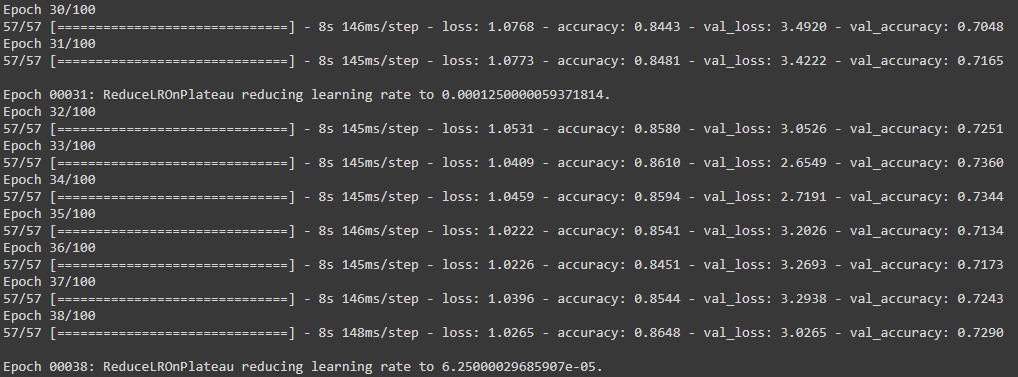 Epoch 30/100
57/57 [==============================] - 8s 146ms/step - loss: 1.0768 - accuracy: 0.8443 - val_loss: 3.4920 - val_accuracy: 0.7048
Epoch 31/100
57/57 [==============================] - 8s 145ms/step - loss: 1.0773 - accuracy: 0.8481 - val_loss: 3.4222 - val_accuracy: 0.7165
Epoch 00031: ReduceLROnPlateau reducing learning rate to 0.0001250000059371814.
Epoch 32/100
57/57 [==============================] - 8s 145ms/step - loss: 1.0531 - accuracy: 0.8580 - val_loss: 3.0526 - val_accuracy: 0.7251
Epoch 33/100
57/57 [==============================] - 8s 145ms/step - loss: 1.0409 - accuracy: 0.8610 - val_loss: 2.6549 - val_accuracy: 0.7360
Epoch 34/100
57/57 [==============================] - 8s 145ms/step - loss: 1.0459 - accuracy: 0.8594 - val_loss: 2.7191 - val_accuracy: 0.7344
Epoch 35/100
57/57 [==============================] - 8s 146ms/step - loss: 1.0222 - accuracy: 0.8541 - val_loss: 3.2026 - val_accuracy: 0.7134
Epoch 36/100
57/57 [==============================] - 8s 145ms/step - loss: 1.0226 - accuracy: 0.8451 - val_loss: 3.2693 - val_accuracy: 0.7173
Epoch 37/100
57/57 [==============================] - 8s 146ms/step - loss: 1.0396 - accuracy: 0.8544 - val_loss: 3.2938 - val_accuracy: 0.7243
Epoch 38/100
57/57 [==============================] - 8s 148ms/step - loss: 1.0265 - accuracy: 0.8648 - val_loss: 3.0265 - val_accuracy: 0.7290
Epoch 00038: ReduceLROnPlateau reducing learning rate to 6.25000029685907e-05.